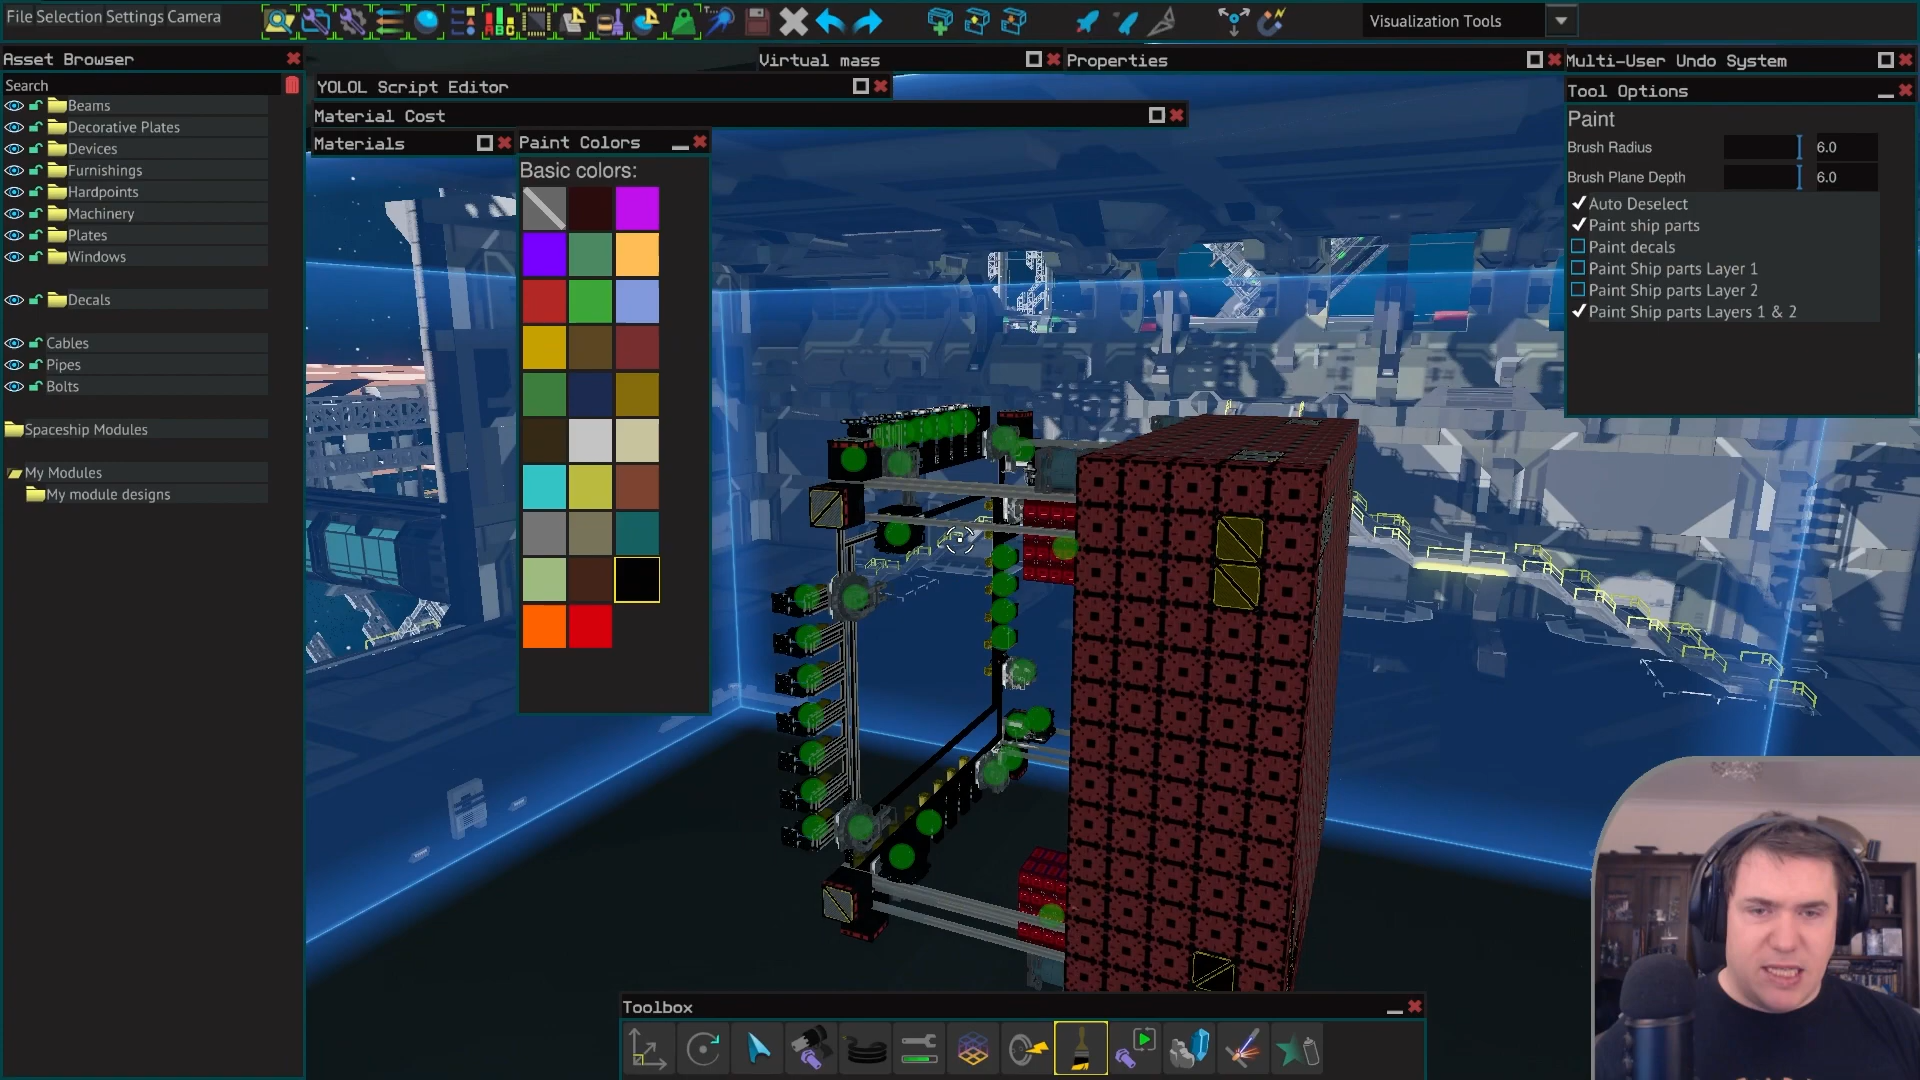 File Selection Settings Camera
Visualization Tools
Asset Browser
Search
Beams
Decorative Plates
Devices
Furnishings
Hardpoints
Machinery
Plates
Windows
Decals
Cables
Pipes
Bolts
Spaceship Modules
My Modules
My module designs
Virtual mass
Properties
Multi-User Undo System
YOLOL Script Editor
Material Cost
Materials
Paint Colors
Basic colors:
Tool Options
Paint
Brush Radius
6.0
Brush Plane Depth
6.0
Auto Deselect
Paint ship parts
Paint decals
Paint Ship parts Layer 1
Paint Ship parts Layer 2
Paint Ship parts Layers 1 & 2
Toolbox